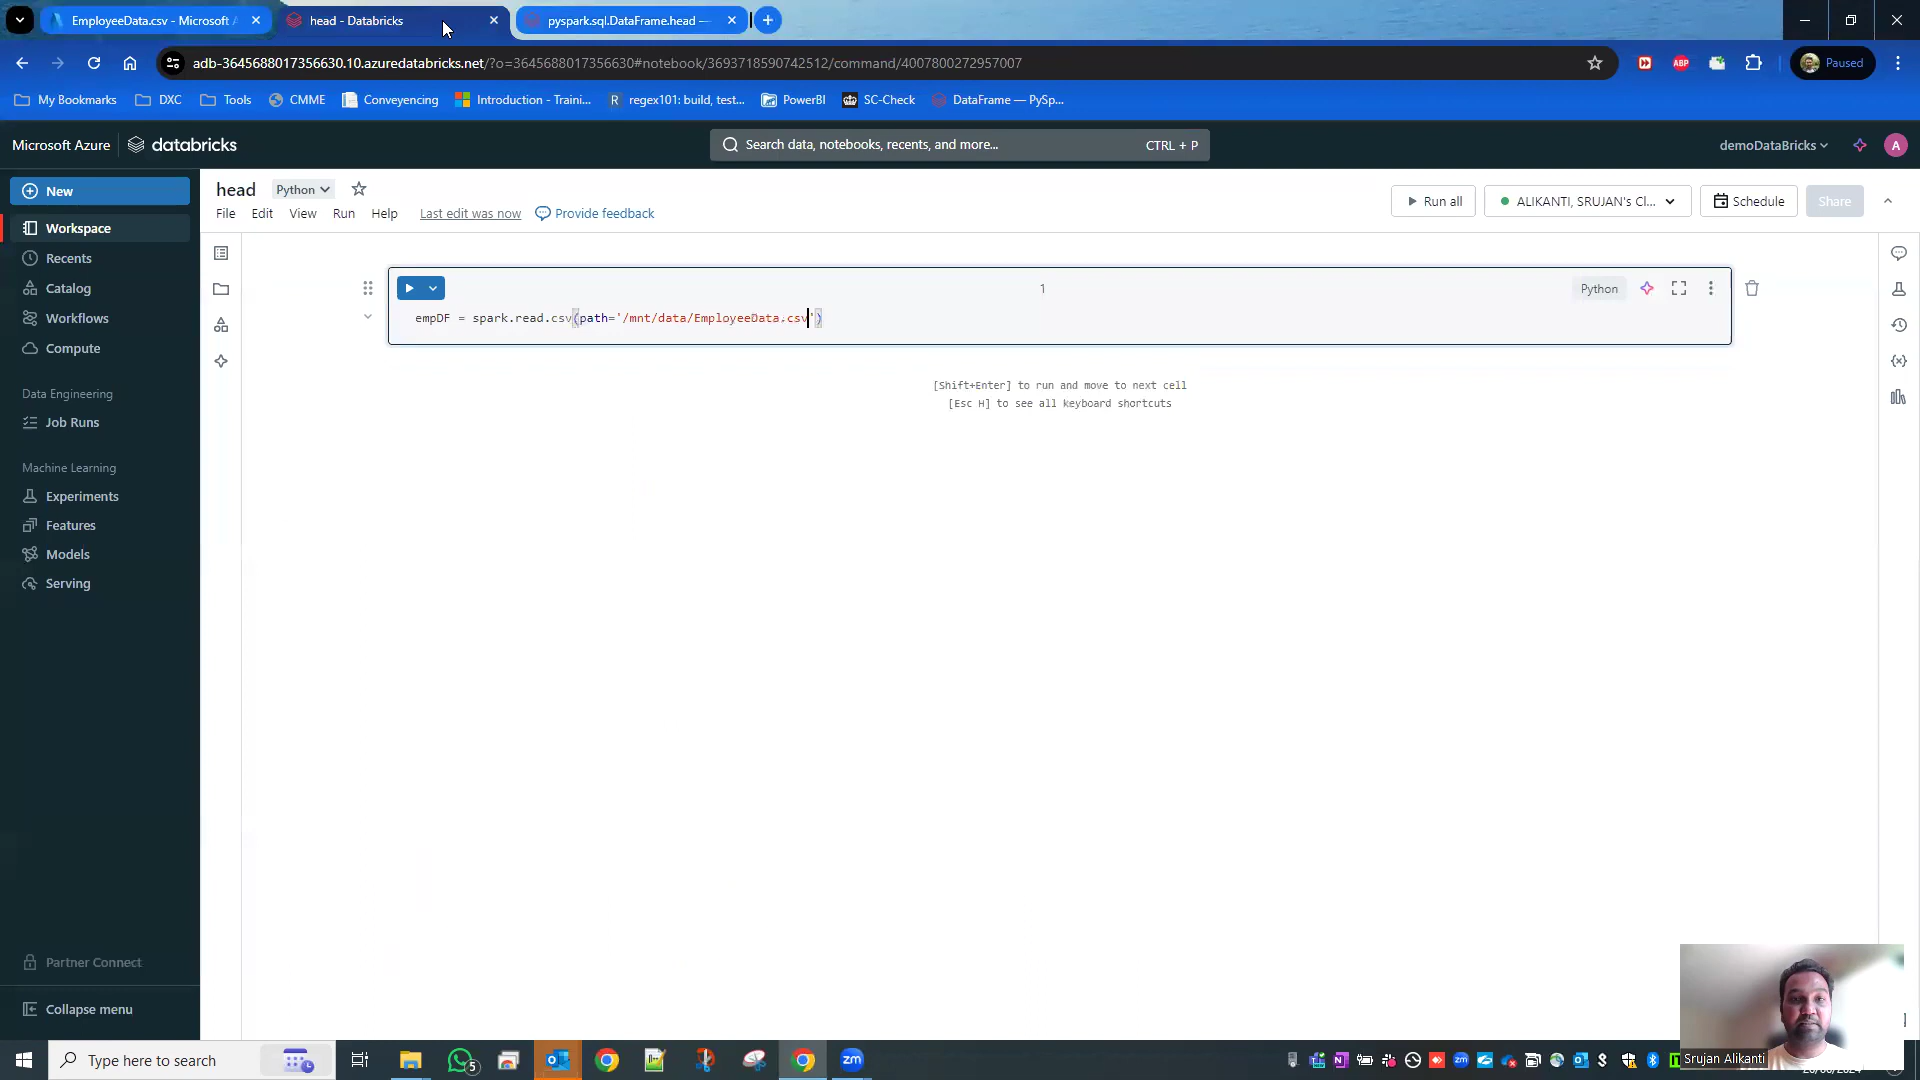 EmployeeData.csv - Microsoft A
head - Databricks
pyspark.sql.DataFrame.head —
adb-3645688017356630.10.azuredatabricks.net/?o=3645688017356630#notebook/3693718590742512/command/4007800272957007
ABP
Paused
My Bookmarks
DXC
Tools
CMME
Conveyencing
Introduction - Traini...
R regex101: build, test...
PowerBI
SC-Check
DataFrame — PySp...
Microsoft Azure
databricks
Search data, notebooks, recents, and more...
CTRL + P
demoDataBricks
A
New
head
Python
Run all
ALIKANTI, SRUJAN's Cl...
Schedule
Share
File
Edit
View
Run
Help
Last edit was now
Provide feedback
Workspace
Recents
Catalog
Workflows
Compute
Data Engineering
Job Runs
Machine Learning
Experiments
Features
Models
Serving
Partner Connect
Collapse menu
1
Python
empDF = spark.read.csv(path='/mnt/data/EmployeeData.csv')
[Shift+Enter] to run and move to next cell
[Esc H] to see all keyboard shortcuts
Type here to search
5
zm
Srujan Alikanti